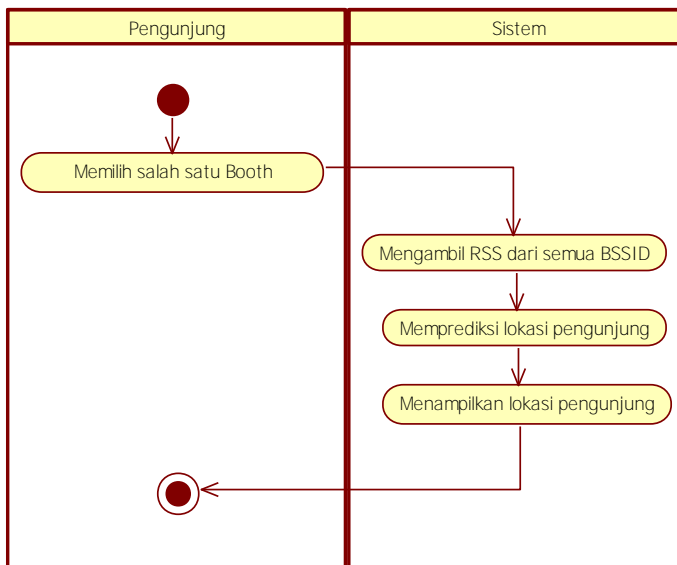 Pengunjung
Sistem
Memilih salah satu Booth
Mengambil RSS dari semua BSSID
Memprediksi lokasi pengunjung
Menampilkan lokasi pengunjung